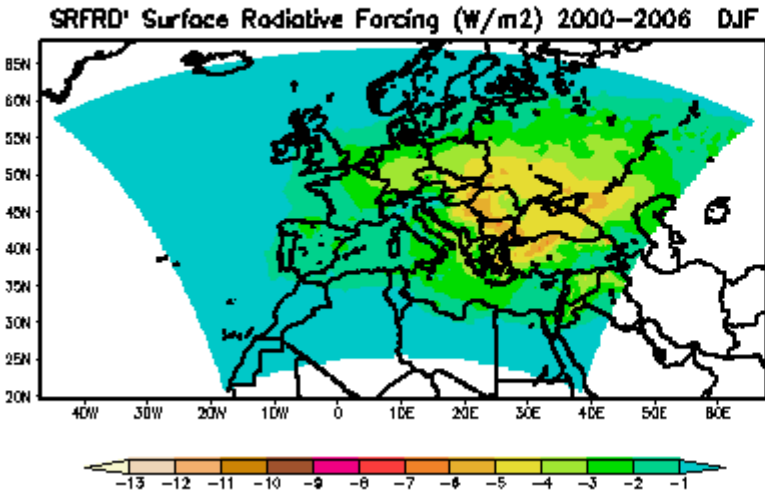 SRFRD' Surface Radiative Forcing (W/m2) 2000-2006 DJF
65N
60N
55N
50N
45N
40N
35N
30N
25N
20N
40W 30W 20W 10W 0 10E 20E 30E 40E 50E 60E
-13 -12 -11 -10 -9 -8 -7 -6 -5 -4 -3 -2 -1